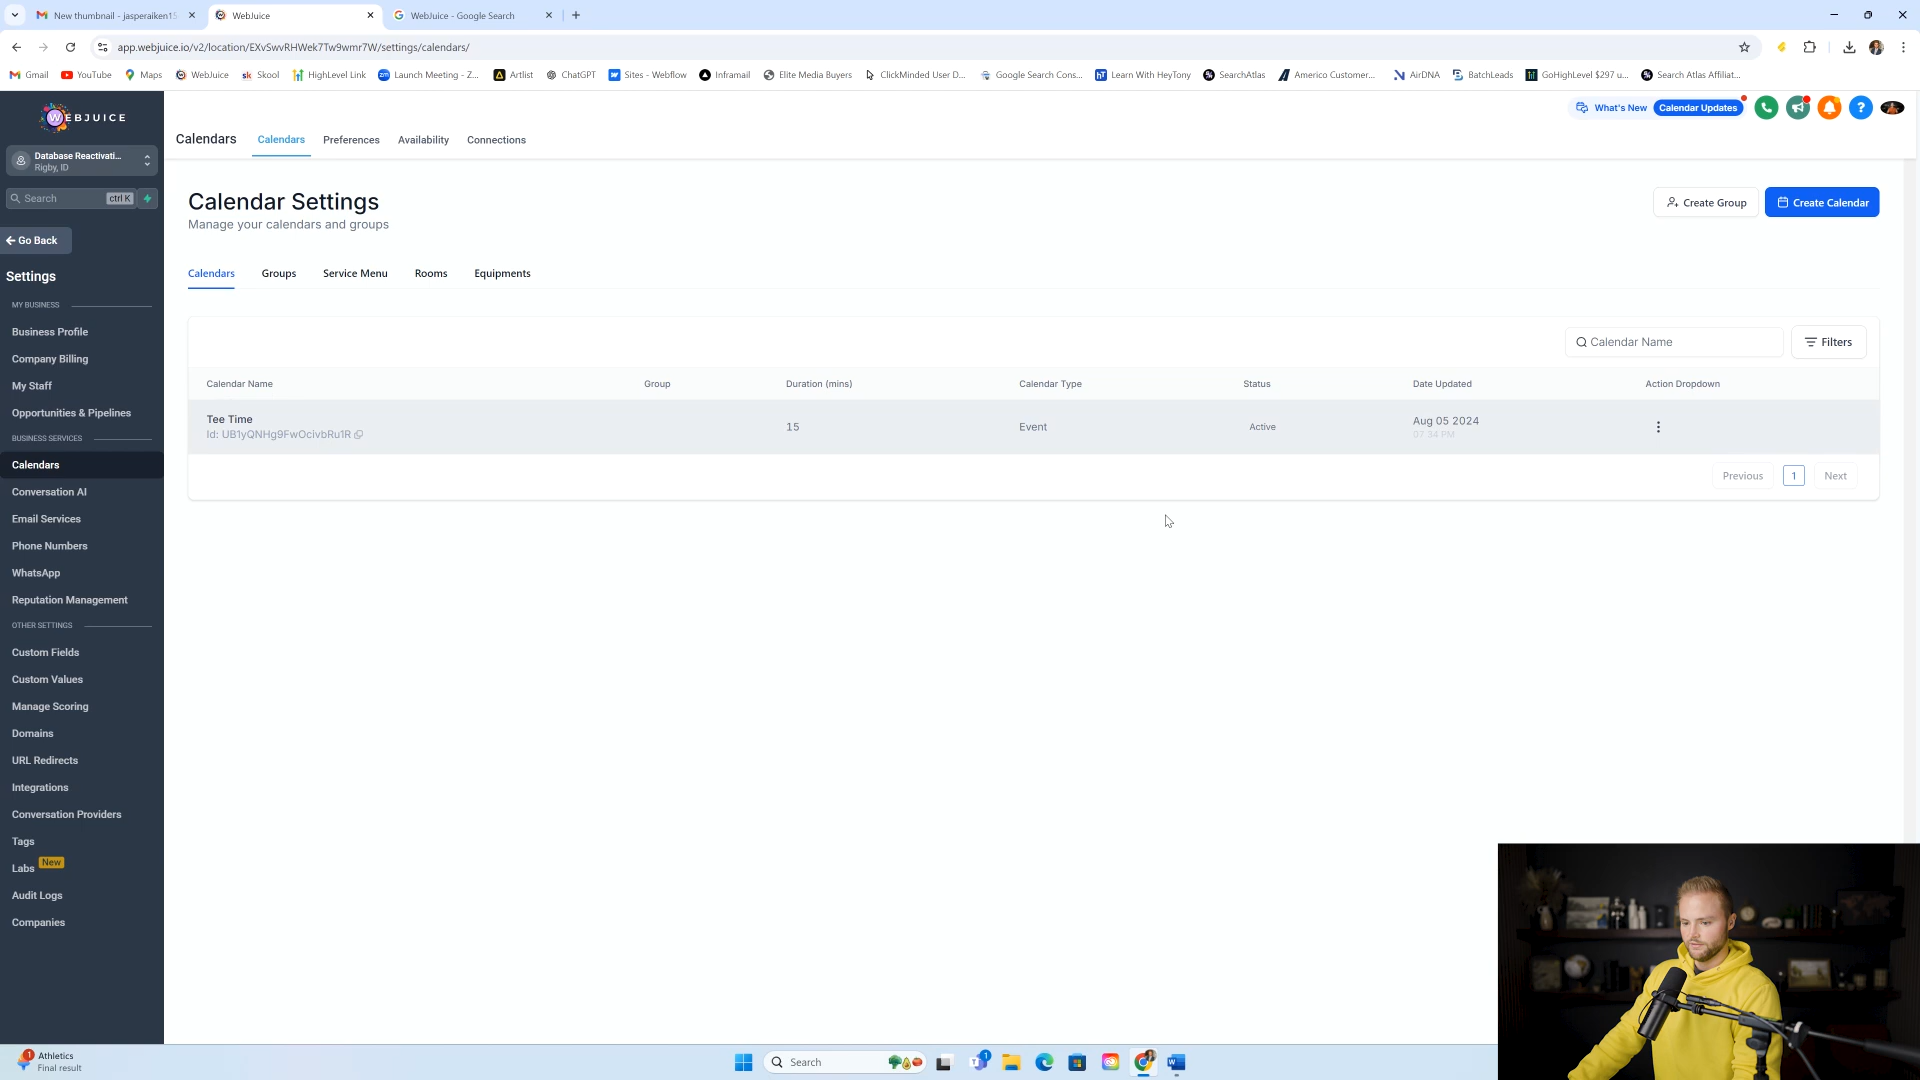 New thumbnail - jasperaiken15
WebJuice
WebJuice - Google Search
app.webjuice.io/v2/location/EXvSwvRHWek7Tw9wmr7W/settings/calendars/
Gmail YouTube Maps WebJuice Skool HighLevel Link Launch Meeting - Z... Artlist ChatGPT Sites - Webflow Inframail Elite Media Buyers ClickMinded User D... Google Search Cons... Learn With HeyTony SearchAtlas Americo Customer... AirDNA BatchLeads GoHighLevel $297 u... Search Atlas Affiliat...
WEBJUICE
Database Reactivati...
Rigby, ID
Search ctrl K
Go Back
Settings
MY BUSINESS
Business Profile
Company Billing
My Staff
Opportunities & Pipelines
BUSINESS SERVICES
Calendars
Conversation AI
Email Services
Phone Numbers
WhatsApp
Reputation Management
OTHER SETTINGS
Custom Fields
Custom Values
Manage Scoring
Domains
URL Redirects
Integrations
Conversation Providers
Tags
Labs New
Audit Logs
Companies
What's New Calendar Updates
Calendars Calendars Preferences Availability Connections
Calendar Settings
Manage your calendars and groups
Create Group Create Calendar
Calendars Groups Service Menu Rooms Equipments
Calendar Name Filters
Calendar Name Group Duration (mins) Calendar Type Status Date Updated Action Dropdown
Tee Time 15 Event Active Aug 05 2024
Id: UB1yQNHg9FwOcivbRu1R 07:34 PM
Previous 1 Next
1 Athletics
Final result
Search
1